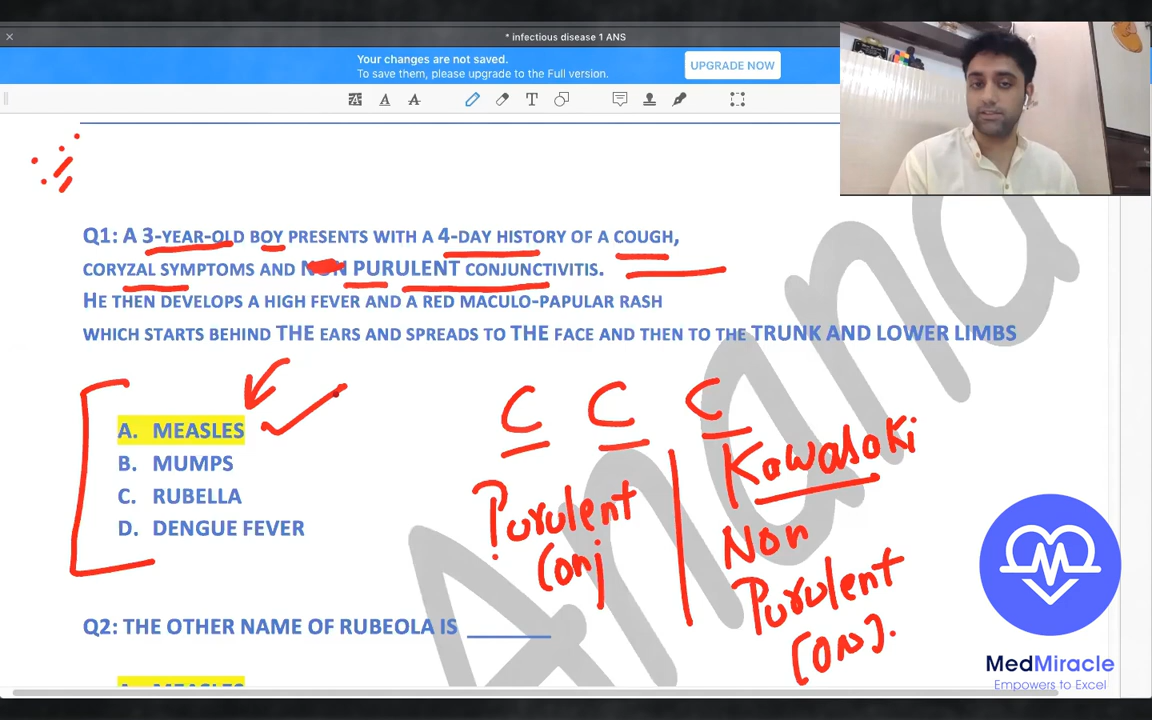 * infectious disease 1 ANS
Your changes are not saved.
To save them, please upgrade to the Full version.
UPGRADE NOW
Q1: A 3-YEAR-OLD BOY PRESENTS WITH A 4-DAY HISTORY OF A COUGH,
CORYZAL SYMPTOMS AND NON PURULENT CONJUNCTIVITIS.
HE THEN DEVELOPS A HIGH FEVER AND A RED MACULO-PAPULAR RASH
WHICH STARTS BEHIND THE EARS AND SPREADS TO THE FACE AND THEN TO THE TRUNK AND LOWER LIMBS
A. MEASLES
B. MUMPS
C. RUBELLA
D. DENGUE FEVER
C C C
Purulent
Conj
Kawasaki
Non
Purulent
Conj.
Anand
Q2: THE OTHER NAME OF RUBEOLA IS ________
A. MEASLES
MedMiracle
Empowers to Excel